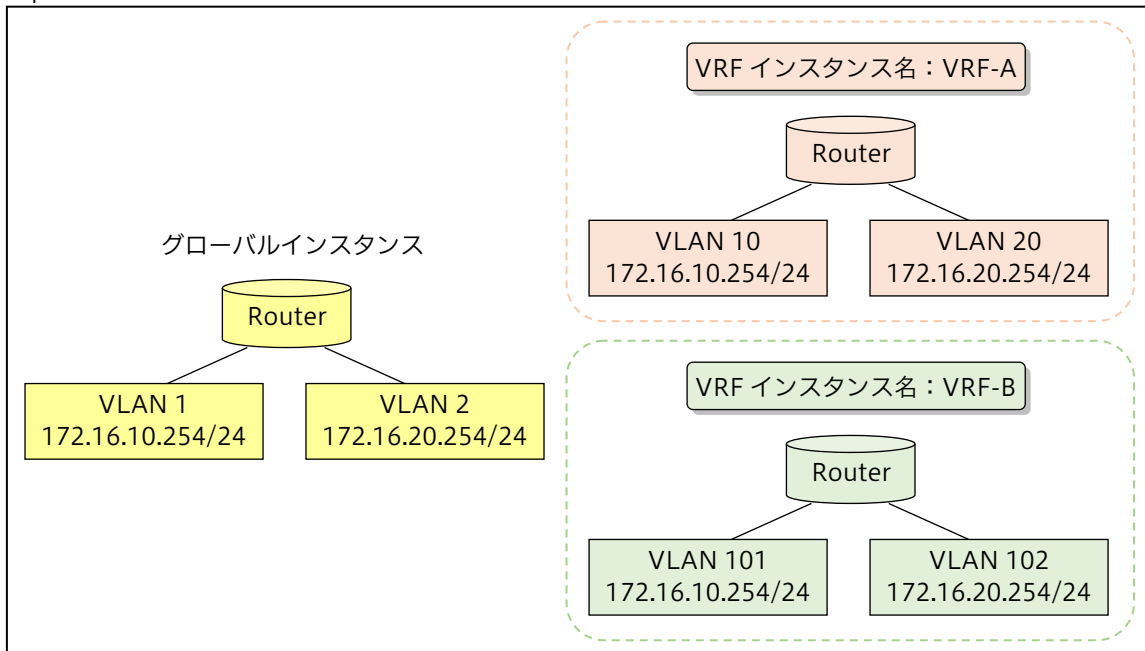 グローバルインスタンス
Router
VLAN 1
172.16.10.254/24
VLAN 2
172.16.20.254/24
VRF インスタンス名：VRF-A
Router
VLAN 10
172.16.10.254/24
VLAN 20
172.16.20.254/24
VRF インスタンス名：VRF-B
Router
VLAN 101
172.16.10.254/24
VLAN 102
172.16.20.254/24